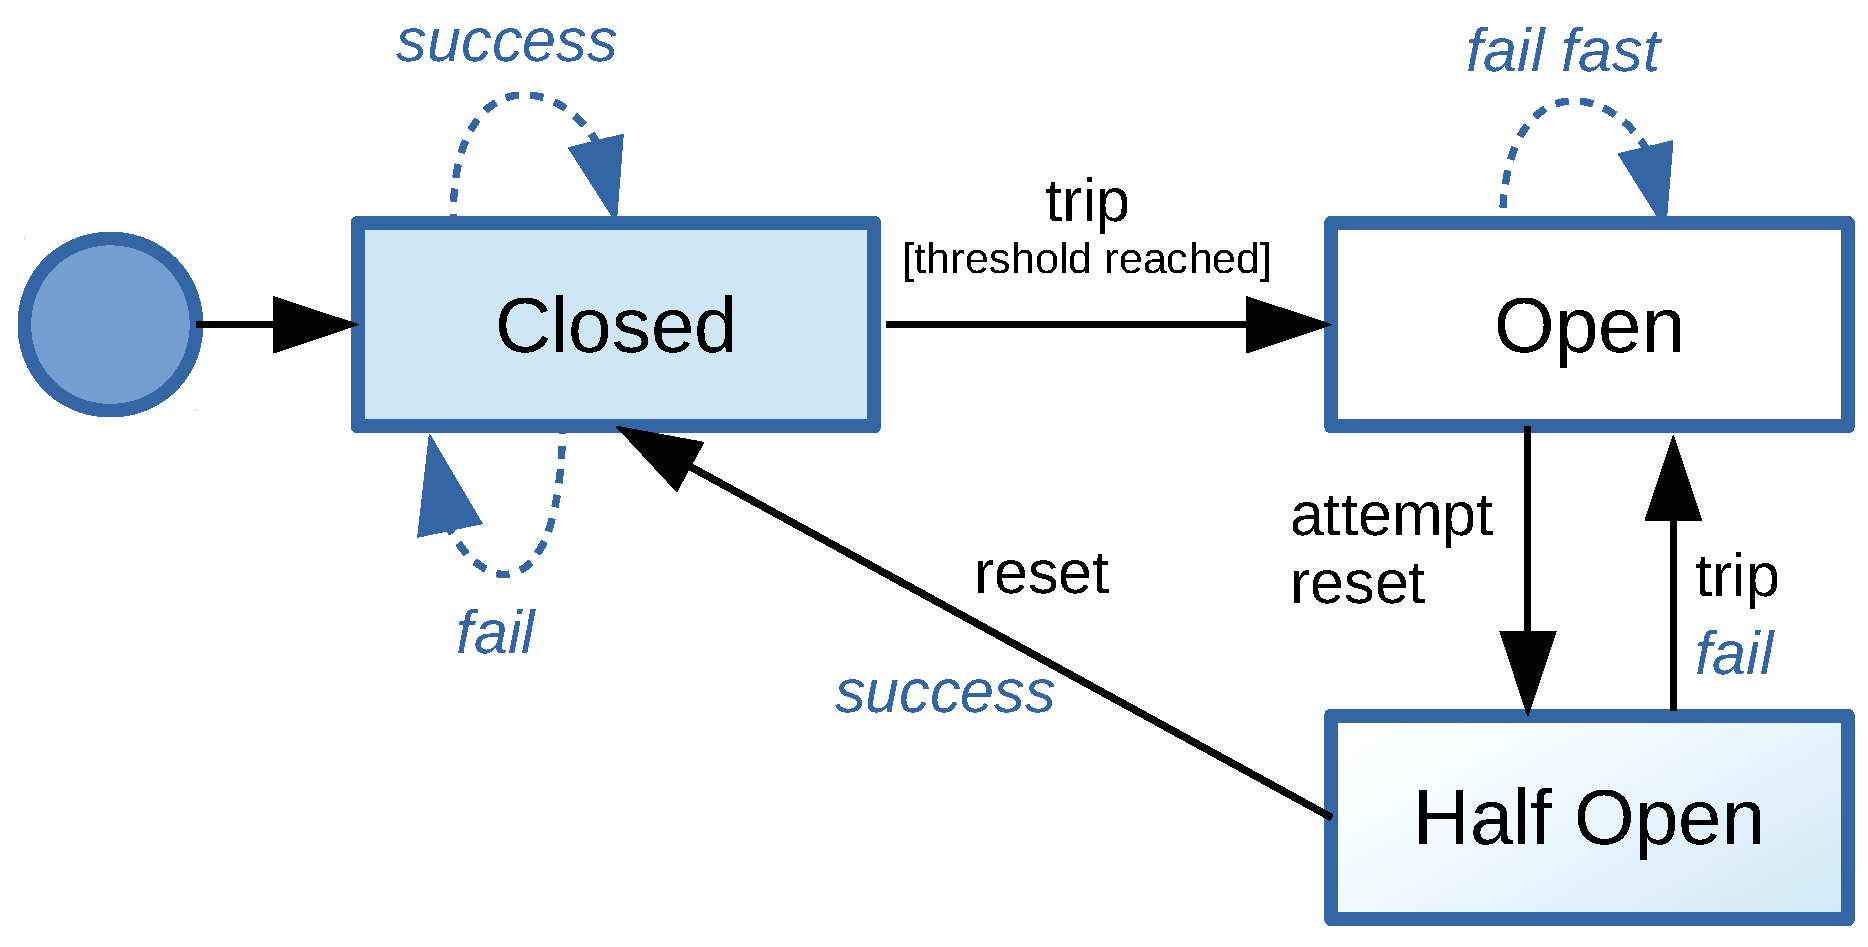 success
fail fast
trip
[threshold reached]
Closed
Open
attempt
reset
reset
trip
fail
fail
success
Half Open